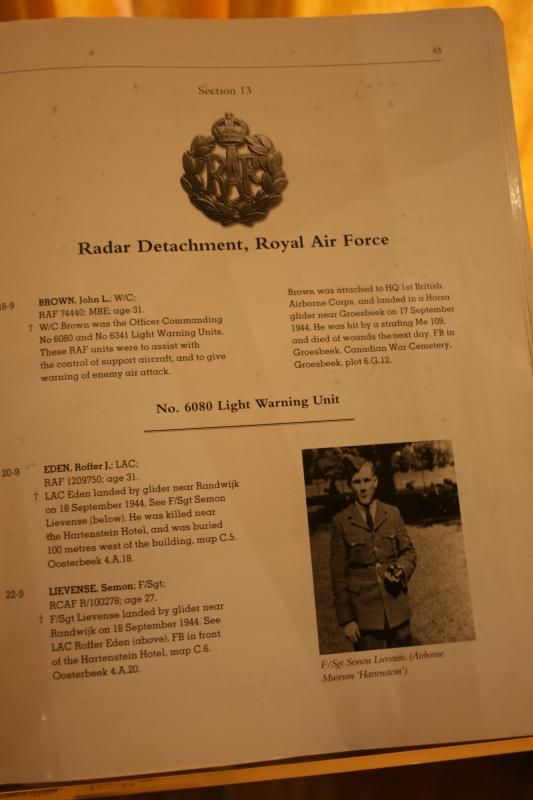 83
Section 13
RAF
Radar Detachment, Royal Air Force
18-9
BROWN, John L.; W/C;
RAF 74440; MBE; age 31.
† W/C Brown was the Officer Commanding
No 6080 and No 6341 Light Warning Units.
These RAF units were to assist with
the control of support aircraft, and to give
warning of enemy air attack.
Brown was attached to HQ 1st British
Airborne Corps, and landed in a Horsa
glider near Groesbeek on 17 September
1944. He was hit by a strafing Me 109,
and died of wounds the next day. FB in
Groesbeek. Canadian War Cemetery,
Groesbeek, plot 6.G.12.
No. 6080 Light Warning Unit
20-9
EDEN, Roffer J.; LAC;
RAF 1209750; age 31.
† LAC Eden landed by glider near Randwijk
on 18 September 1944. See F/Sgt Semon
Lievense (below). He was killed near
the Hartenstein Hotel, and was buried
100 metres west of the building, map C.5.
Oosterbeek 4.A.18.
22-9
LIEVENSE, Semon; F/Sgt;
RCAF R/100278; age 27.
† F/Sgt Lievense landed by glider near
Randwijk on 18 September 1944. See
LAC Roffer Eden (above). FB in front
of the Hartenstein Hotel, map C.6.
Oosterbeek 4.A.20.
F/Sgt Semon Lievense. (Airborne
Museum 'Hartenstein')